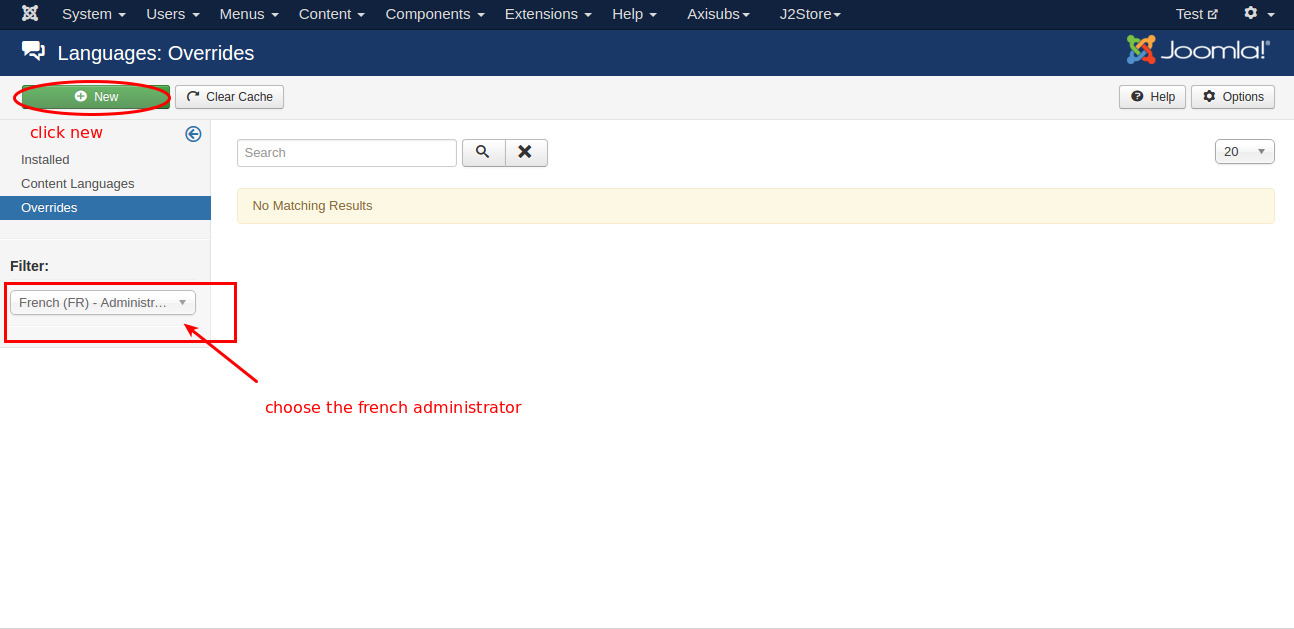 System Users Menus Content Components Extensions Help Axisubs J2Store Test
Languages: Overrides Joomla!®
New Clear Cache Help Options
click new
Installed
Content Languages
Overrides
Search 20
No Matching Results
Filter:
French (FR) - Administr...
choose the french administrator